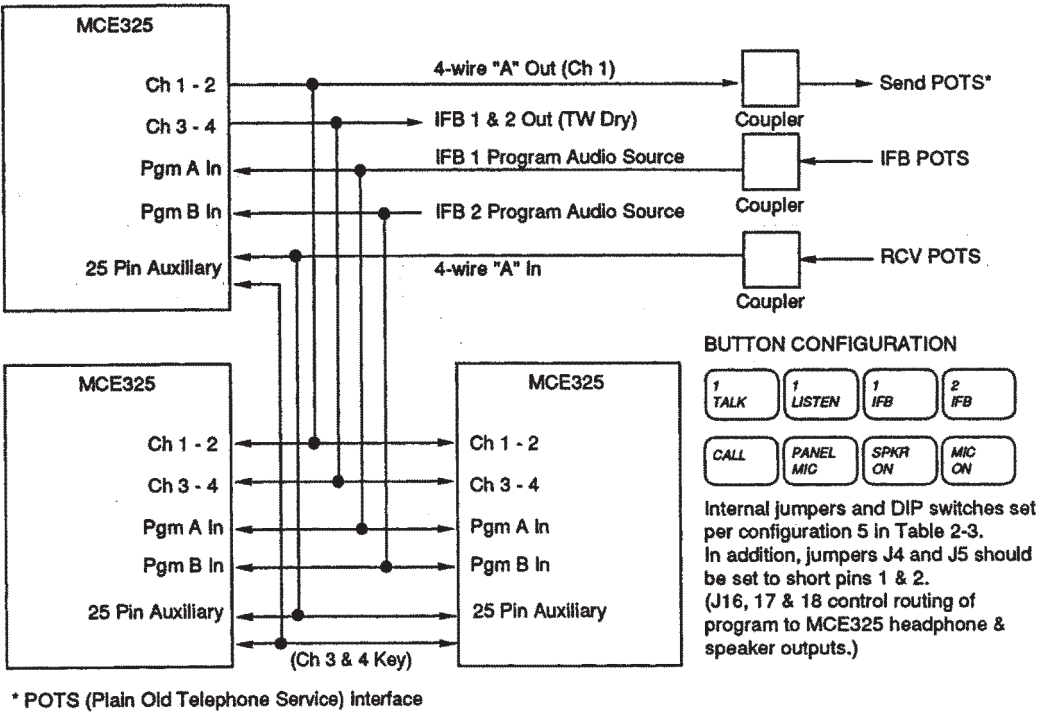 MCE325
Ch 1 - 2
Ch 3 - 4
Pgm A In
Pgm B In
25 Pin Auxiliary
4-wire "A" Out (Ch 1)
IFB 1 & 2 Out (TW Dry)
IFB 1 Program Audio Source
IFB 2 Program Audio Source
4-wire "A" In
Coupler
Send POTS*
Coupler
IFB POTS
Coupler
RCV POTS
MCE325
Ch 1 - 2
Ch 3 - 4
Pgm A In
Pgm B In
25 Pin Auxiliary
(Ch 3 & 4 Key)
MCE325
Ch 1 - 2
Ch 3 - 4
Pgm A In
Pgm B In
25 Pin Auxiliary
BUTTON CONFIGURATION
1
TALK
1
LISTEN
1
IFB
2
IFB
CALL
PANEL
MIC
SPKR
ON
MIC
ON
Internal jumpers and DIP switches set
per configuration 5 in Table 2-3.
In addition, jumpers J4 and J5 should
be set to short pins 1 & 2.
(J16, 17 & 18 control routing of
program to MCE325 headphone &
speaker outputs.)
* POTS (Plain Old Telephone Service) Interface